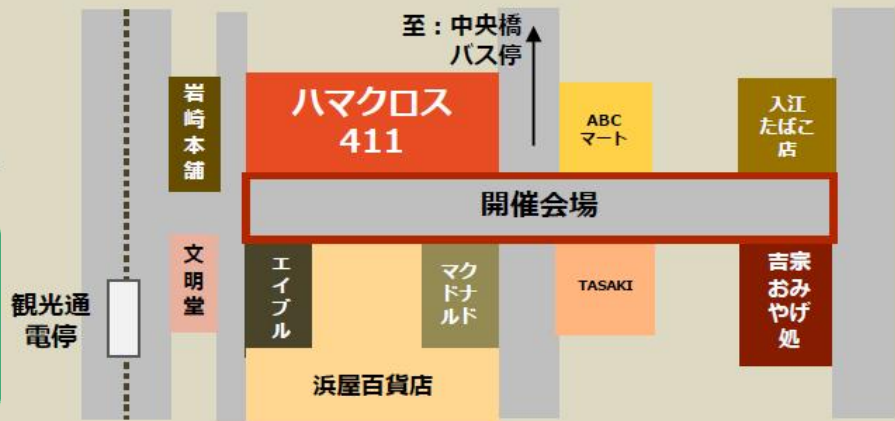 至：中央橋
バス停
岩崎本舗
ハマクロス
411
ABC
マート
入江
たばこ
店
開催会場
文明堂
エイブル
マクドナルド
TASAKI
吉宗
おみ
やげ
処
観光通
電停
浜屋百貨店